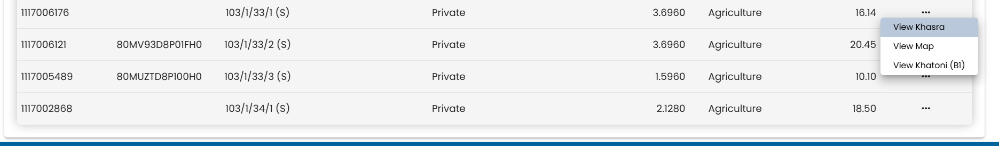 1117006176 103/1/33/1 (S) Private 3.6960 Agriculture 16.14 •••
View Khasra
1117006121 80MV93D8P01FH0 103/1/33/2 (S) Private 3.6960 Agriculture 20.45 View Map
View Khatoni (B1)
1117005489 80MUZTD8P100H0 103/1/33/3 (S) Private 1.5960 Agriculture 10.10 •••
1117002868 103/1/34/1 (S) Private 2.1280 Agriculture 18.50 •••